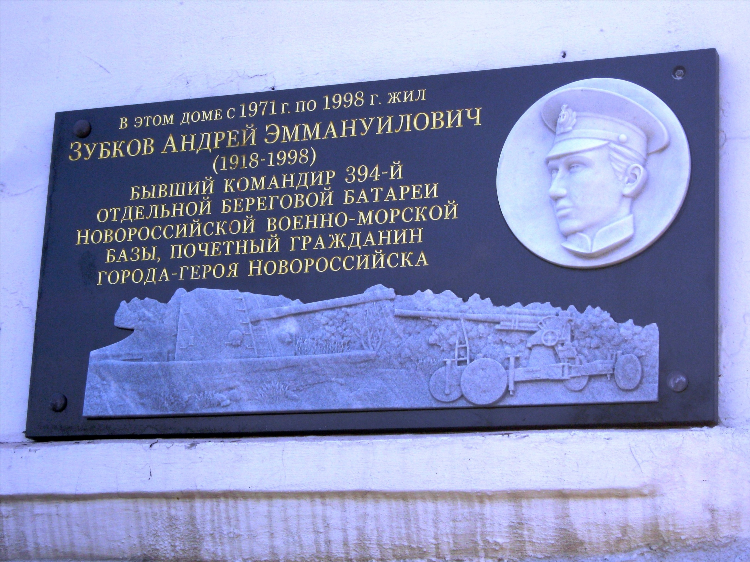 В ЭТОМ ДОМЕ С 1971 г. по 1998 г. ЖИЛ
ЗУБКОВ АНДРЕЙ ЭММАНУИЛОВИЧ
(1918-1998)
БЫВШИЙ КОМАНДИР 394-Й
ОТДЕЛЬНОЙ БЕРЕГОВОЙ БАТАРЕИ
НОВОРОССИЙСКОЙ ВОЕННО-МОРСКОЙ
БАЗЫ, ПОЧЕТНЫЙ ГРАЖДАНИН
ГОРОДА-ГЕРОЯ НОВОРОССИЙСКА